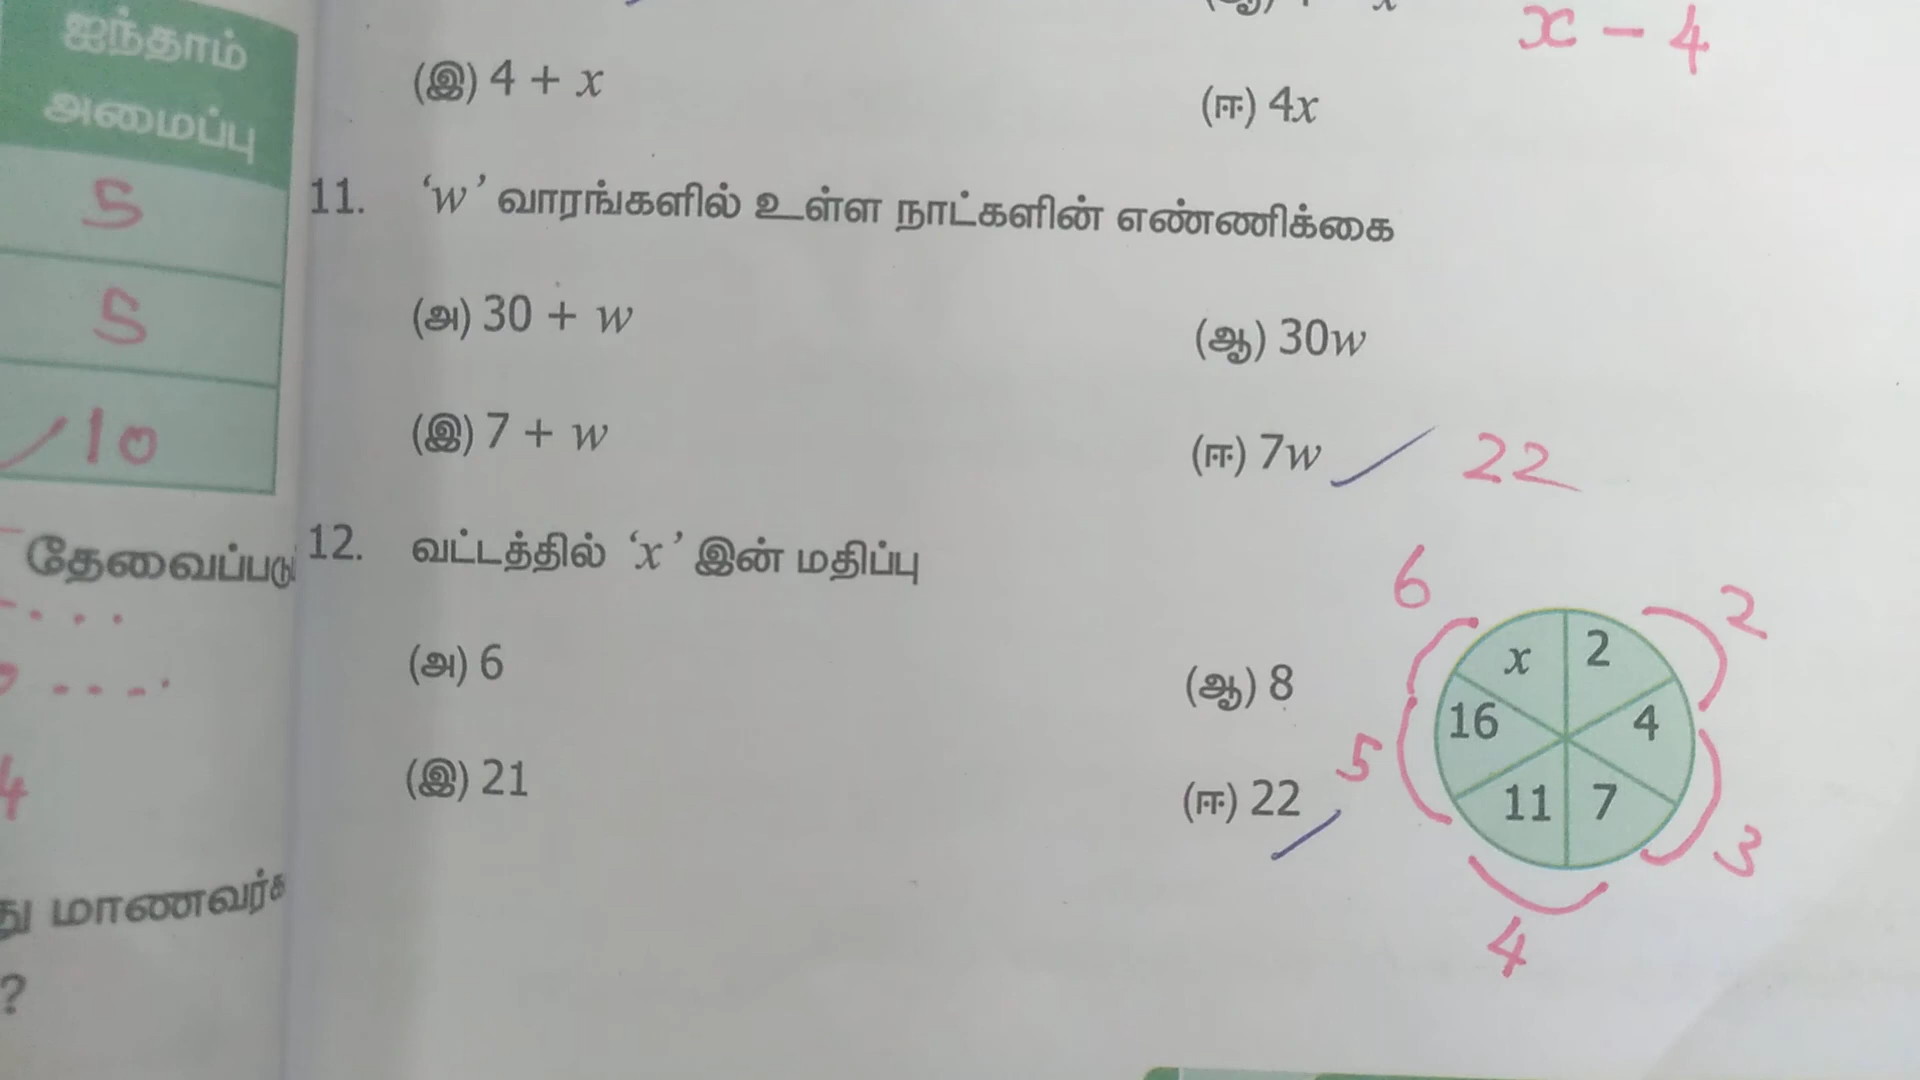 ஐந்தாம்
அமைப்பு
5
5
10
தேவைப்படு
4
மாணவர்க
?
x - 4
(இ) 4 + x
(ஈ) 4x
11. 'w' வாரங்களில் உள்ள நாட்களின் எண்ணிக்கை
(அ) 30 + w
(ஆ) 30w
(இ) 7 + w
(ஈ) 7w
22
12. வட்டத்தில் 'x' இன் மதிப்பு
(அ) 6
(ஆ) 8
(இ) 21
(ஈ) 22
6
2
x 2
16 4
5
11 7
3
4